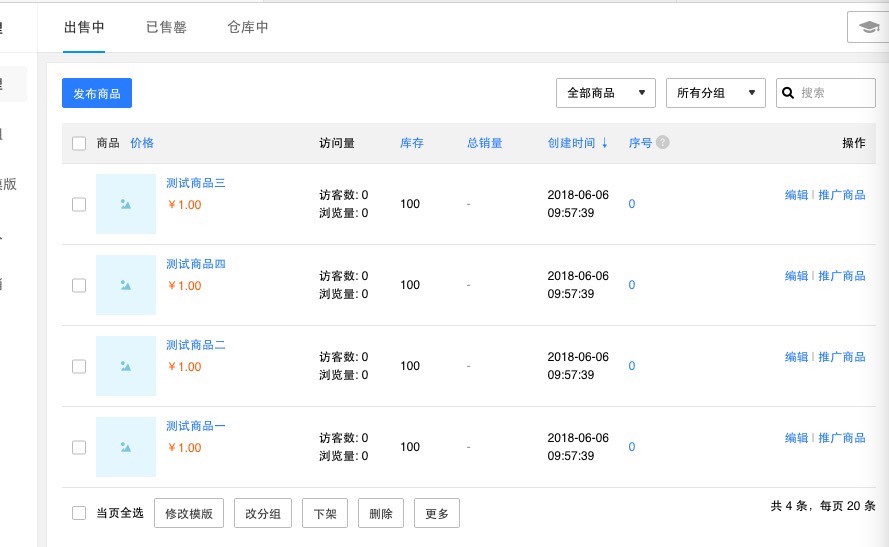 出售中 已售罄 仓库中
发布商品 全部商品 所有分组 搜索
商品 价格 访问量 库存 总销量 创建时间 ↓ 序号 ? 操作
测试商品三
￥1.00
访客数: 0
浏览量: 0
100
-
2018-06-06
09:57:39
0
编辑 | 推广商品
测试商品四
￥1.00
访客数: 0
浏览量: 0
100
-
2018-06-06
09:57:39
0
编辑 | 推广商品
测试商品二
￥1.00
访客数: 0
浏览量: 0
100
-
2018-06-06
09:57:39
0
编辑 | 推广商品
测试商品一
￥1.00
访客数: 0
浏览量: 0
100
-
2018-06-06
09:57:39
0
编辑 | 推广商品
当页全选 修改模版 改分组 下架 删除 更多
共 4 条，每页 20 条
版